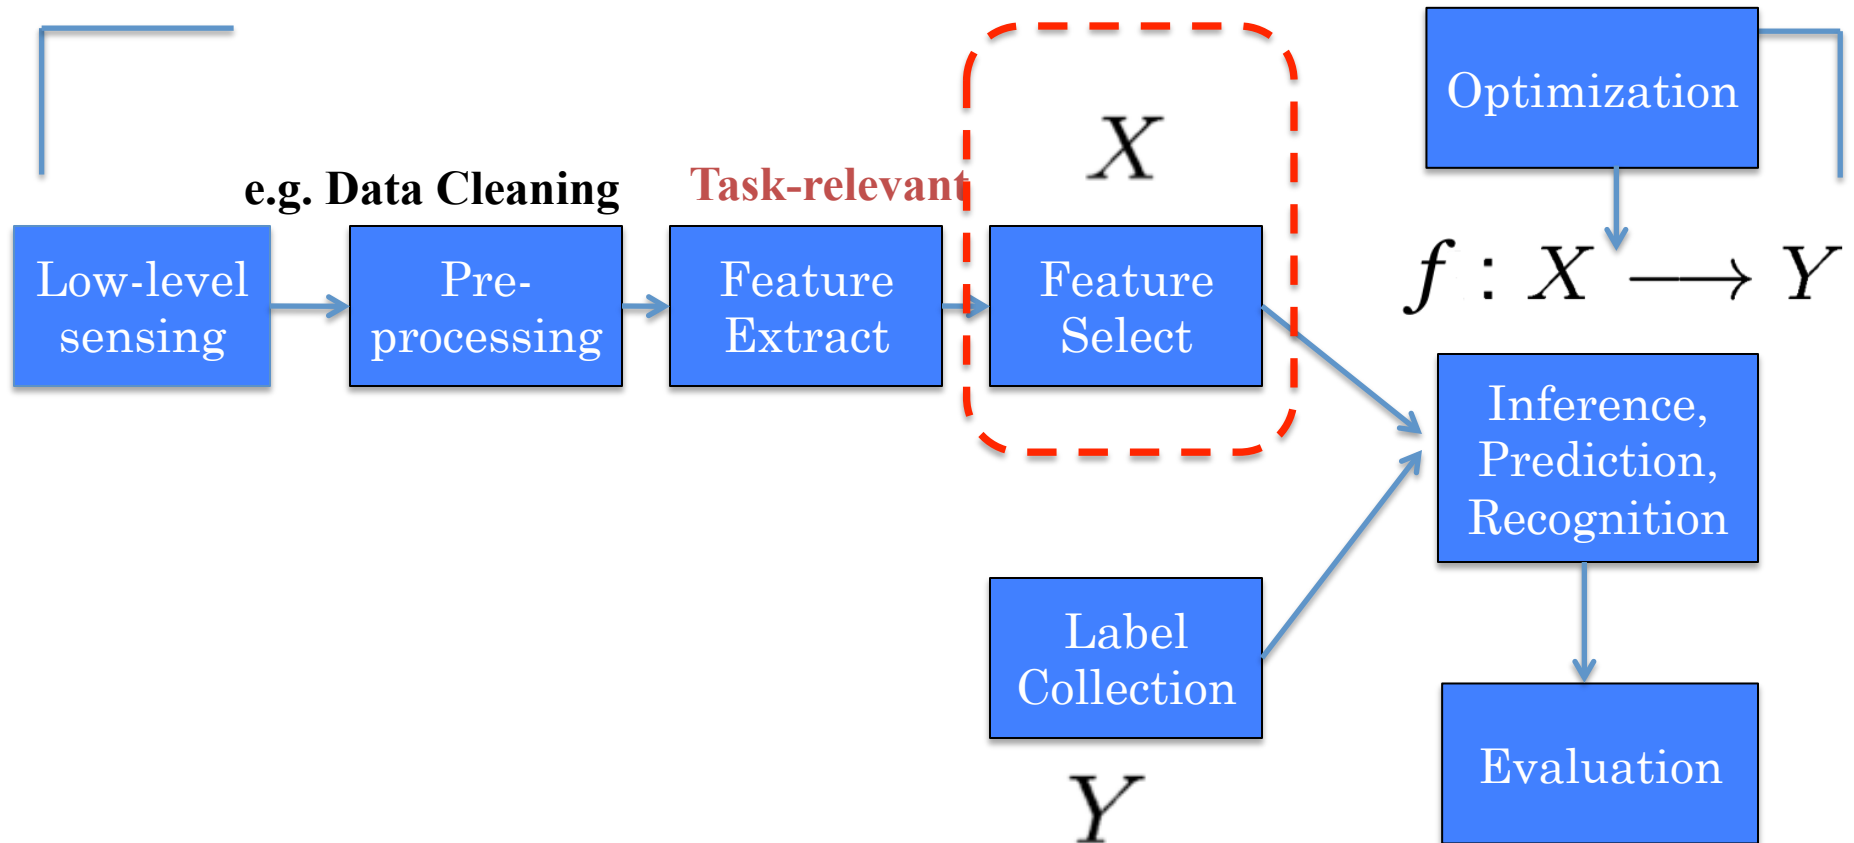 e.g. Data Cleaning
Task-relevant
X
Optimization
Low-level
sensing
Pre-
processing
Feature
Extract
Feature
Select
f : X ⟶ Y
Inference,
Prediction,
Recognition
Label
Collection
Y
Evaluation